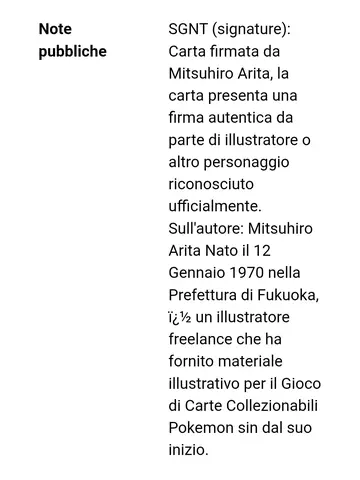 Note
pubbliche
SGNT (signature):
Carta firmata da
Mitsuhiro Arita, la
carta presenta una
firma autentica da
parte di illustratore o
altro personaggio
riconosciuto
ufficialmente.
Sull'autore: Mitsuhiro
Arita Nato il 12
Gennaio 1970 nella
Prefettura di Fukuoka,
ï¿½ un illustratore
freelance che ha
fornito materiale
illustrativo per il Gioco
di Carte Collezionabili
Pokemon sin dal suo
inizio.